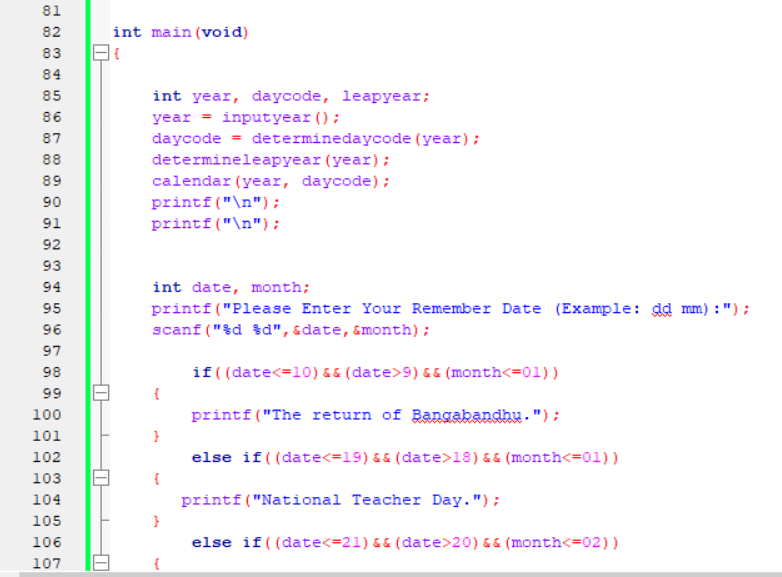 81
82 int main(void)
83 {
84
85 int year, daycode, leapyear;
86 year = inputyear();
87 daycode = determinedaycode(year);
88 determineleapyear(year);
89 calendar(year, daycode);
90 printf("\n");
91 printf("\n");
92
93
94 int date, month;
95 printf("Please Enter Your Remember Date (Example: dd mm):");
96 scanf("%d %d",&date,&month);
97
98 if((date<=10)&&(date>9)&&(month<=01))
99 {
100 printf("The return of Bangabandhu.");
101 }
102 else if((date<=19)&&(date>18)&&(month<=01))
103 {
104 printf("National Teacher Day.");
105 }
106 else if((date<=21)&&(date>20)&&(month<=02))
107 {